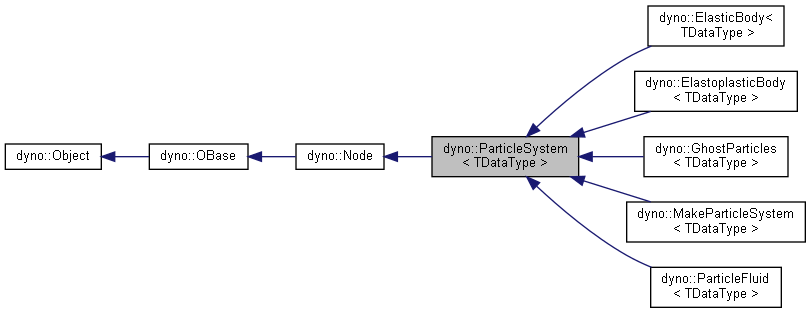 dyno::Object
dyno::OBase
dyno::Node
dyno::ParticleSystem
< TDataType >
dyno::ElasticBody<
TDataType >
dyno::ElastoplasticBody
< TDataType >
dyno::GhostParticles
< TDataType >
dyno::MakeParticleSystem
< TDataType >
dyno::ParticleFluid
< TDataType >